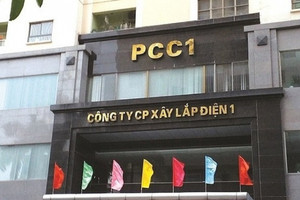 PCC1
CÔNG TY CP XÂY LẮP ĐIỆN 1